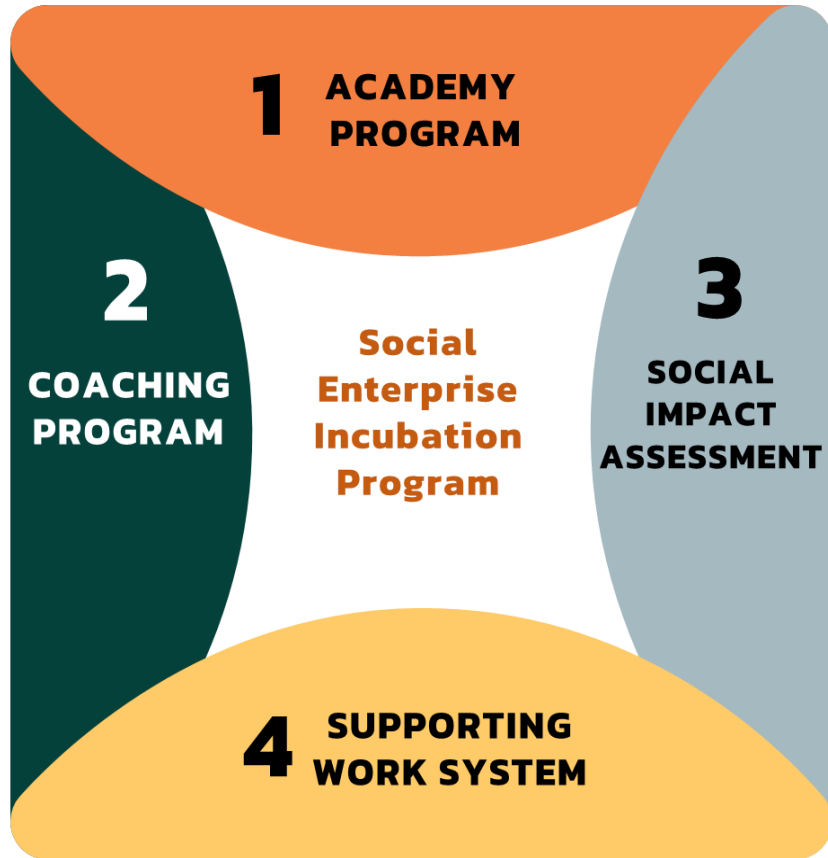 1 ACADEMY
PROGRAM
2
COACHING
PROGRAM
Social
Enterprise
Incubation
Program
3
SOCIAL
IMPACT
ASSESSMENT
4 SUPPORTING
WORK SYSTEM